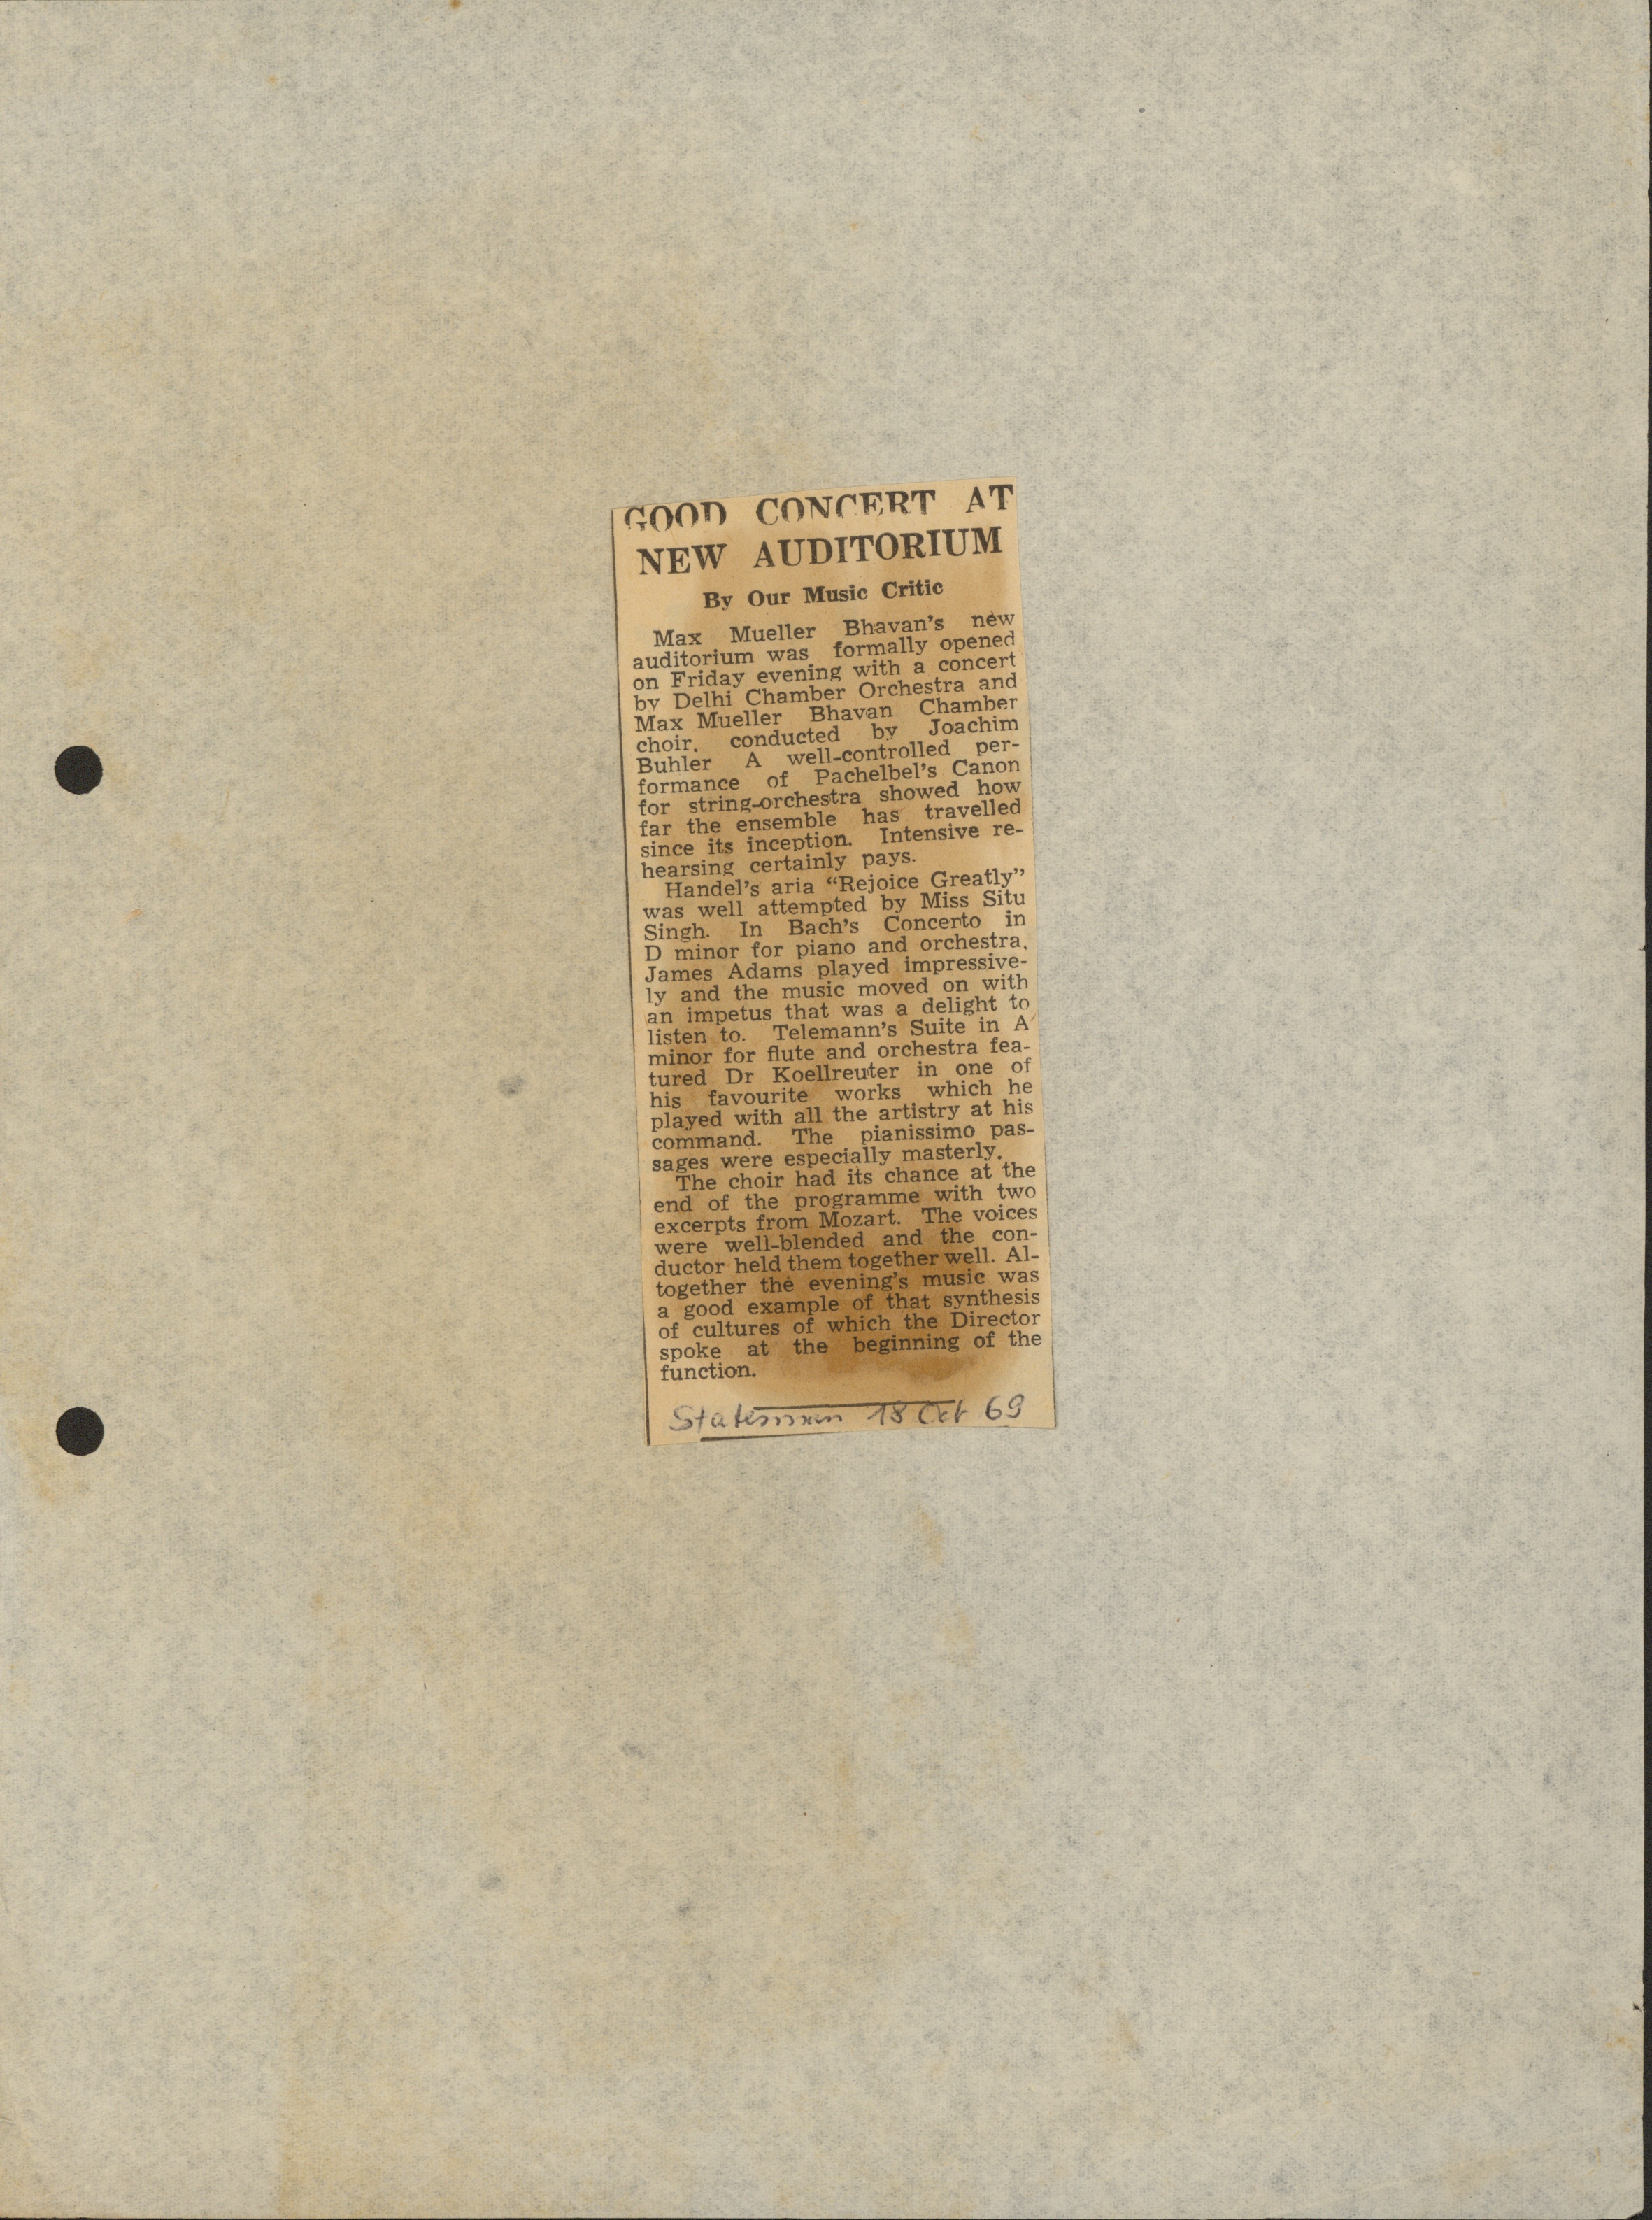 GOOD CONCERT AT
NEW AUDITORIUM
By Our Music Critic
Max Mueller Bhavan's new
auditorium was formally opened
on Friday evening with a concert
by Delhi Chamber Orchestra and
Max Mueller Bhavan Chamber
choir. conducted by Joachim
Buhler A well-controlled per-
formance of Pachelbel's Canon
for string-orchestra showed how
far the ensemble has travelled
since its inception. Intensive re-
hearsing certainly pays.
Handel's aria “Rejoice Greatly”
was well attempted by Miss Situ
Singh. In Bach's Concerto in
D minor for piano and orchestra.
James Adams played impressive-
ly and the music moved on with
an impetus that was a delight to
listen to. Telemann's Suite in A
minor for flute and orchestra fea-
tured Dr Koellreuter in one of
his favourite works which he
played with all the artistry at his
command. The pianissimo pas-
sages were especially masterly.
The choir had its chance at the
end of the programme with two
excerpts from Mozart. The voices
were well-blended and the con-
ductor held them together well. Al-
together the evening's music was
a good example of that synthesis
of cultures of which the Director
spoke at the beginning of the
function.
Statesman 18 Oct 69